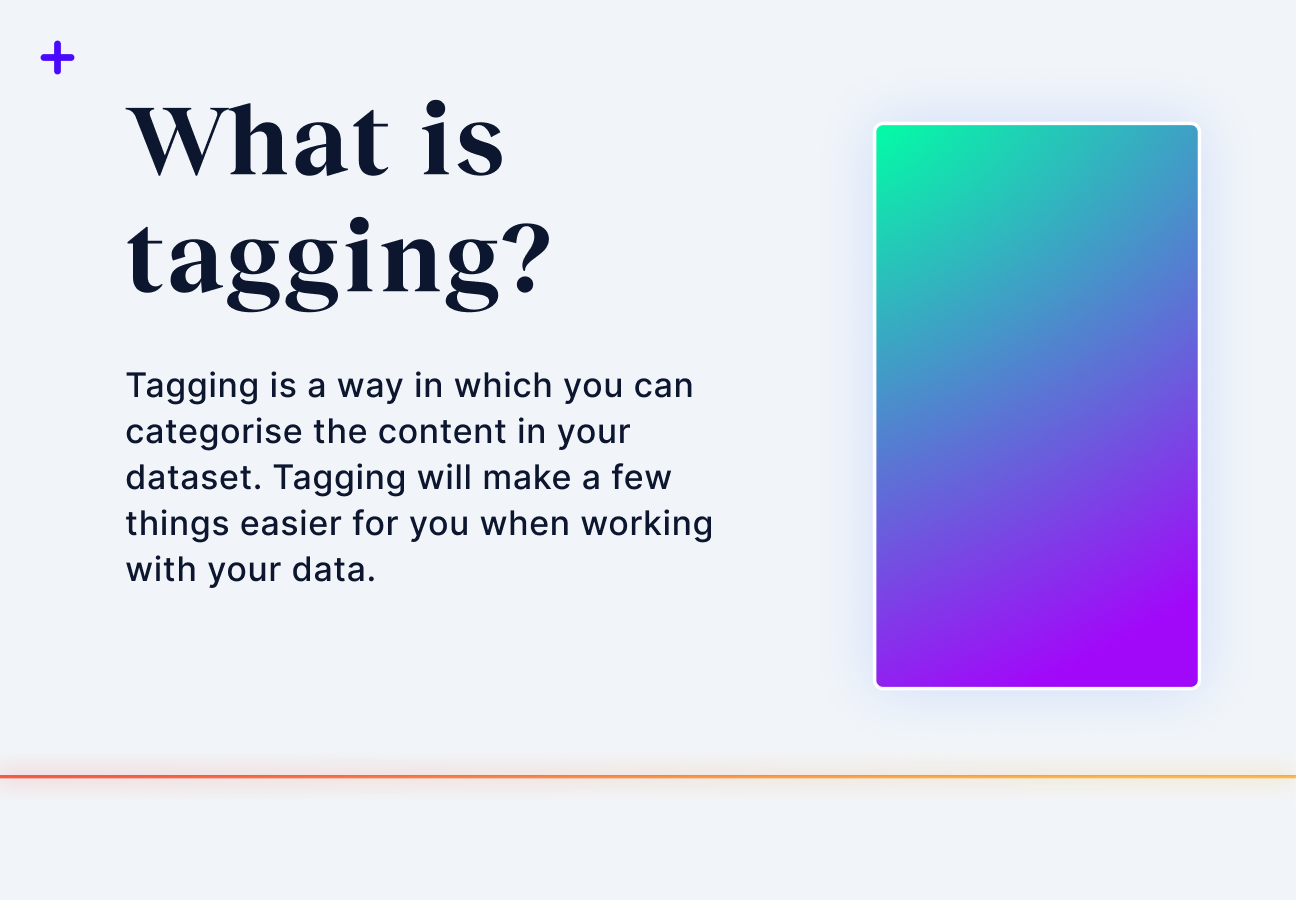 What is
tagging?
Tagging is a way in which you can
categorise the content in your
dataset. Tagging will make a few
things easier for you when working
with your data.